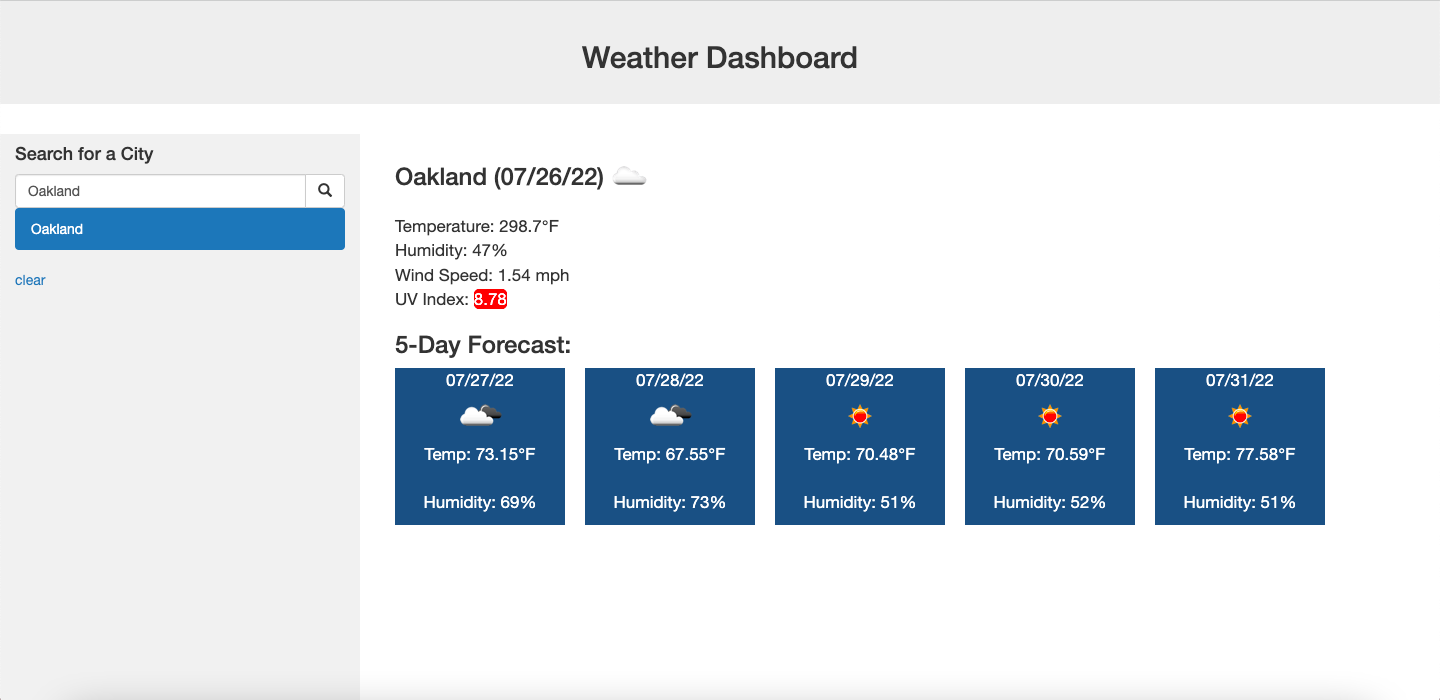 Weather Dashboard
Search for a City
Oakland
Oakland
clear
Oakland (07/26/22)
Temperature: 298.7°F
Humidity: 47%
Wind Speed: 1.54 mph
UV Index: 8.78
5-Day Forecast:
07/27/22
Temp: 73.15°F
Humidity: 69%
07/28/22
Temp: 67.55°F
Humidity: 73%
07/29/22
Temp: 70.48°F
Humidity: 51%
07/30/22
Temp: 70.59°F
Humidity: 52%
07/31/22
Temp: 77.58°F
Humidity: 51%